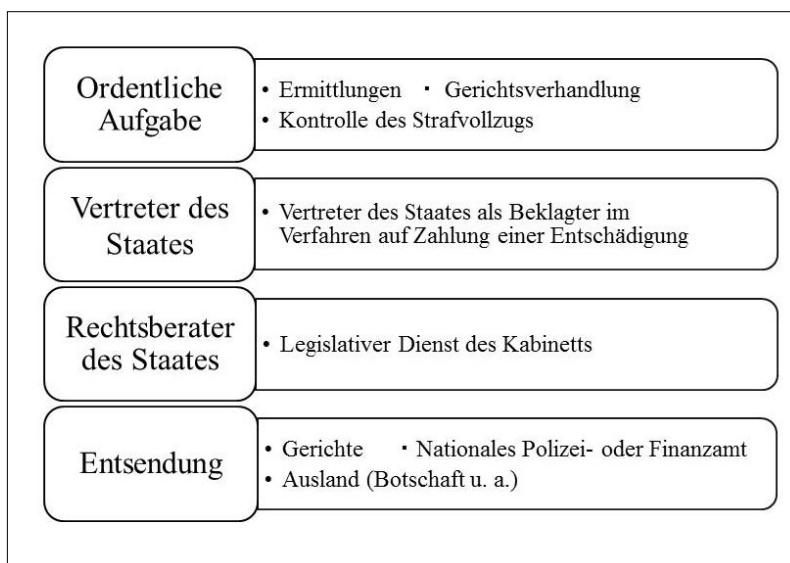 Ordentliche
Aufgabe
• Ermittlungen ・ Gerichtsverhandlung
• Kontrolle des Strafvollzugs
Vertreter des
Staates
• Vertreter des Staates als Beklagter im
Verfahren auf Zahlung einer Entschädigung
Rechtsberater
des Staates
• Legislativer Dienst des Kabinetts
Entsendung
• Gerichte ・ Nationales Polizei- oder Finanzamt
• Ausland (Botschaft u. a.)